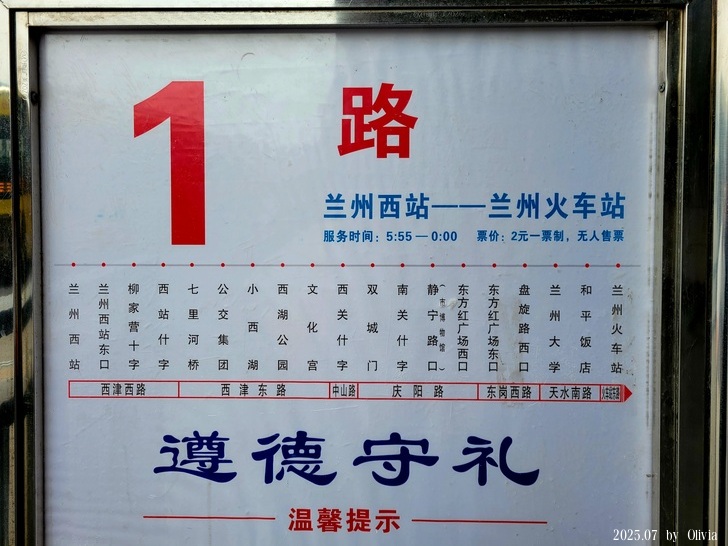 1 路
兰州西站——兰州火车站
服务时间：5:55—0:00 票价：2元一票制，无人售票
兰州西站
兰州西站东口
柳家营十字
西站什字
七里河桥
公交集团
小西湖
西湖公园
文化宫
西关什字
双城门
南关什字
静宁路口（市博物馆）
东方红广场西口
东方红广场东口
盘旋路西口
兰州大学
和平饭店
兰州火车站
西津西路 西津东路 中山路 庆阳路 东岗西路 天水南路
遵德守礼
温馨提示
2025.07 by Olivia